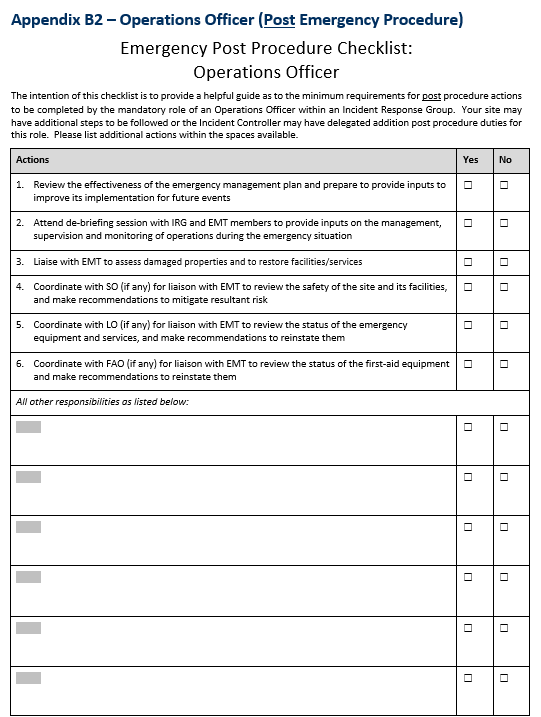 Appendix B2 – Operations Officer (Post Emergency Procedure)
Emergency Post Procedure Checklist:
Operations Officer
The intention of this checklist is to provide a helpful guide as to the minimum requirements for post procedure actions
to be completed by the mandatory role of an Operations Officer within an Incident Response Group. Your site may
have additional steps to be followed or the Incident Controller may have delegated addition post procedure duties for
this role. Please list additional actions within the spaces available.
Actions Yes No
1. Review the effectiveness of the emergency management plan and prepare to provide inputs to
improve its implementation for future events
2. Attend de-briefing session with IRG and EMT members to provide inputs on the management,
supervision and monitoring of operations during the emergency situation
3. Liaise with EMT to assess damaged properties and to restore facilities/services
4. Coordinate with SO (if any) for liaison with EMT to review the safety of the site and its facilities,
and make recommendations to mitigate resultant risk
5. Coordinate with LO (if any) for liaison with EMT to review the status of the emergency
equipment and services, and make recommendations to reinstate them
6. Coordinate with FAO (if any) for liaison with EMT to review the status of the first-aid equipment
and make recommendations to reinstate them
All other responsibilities as listed below: